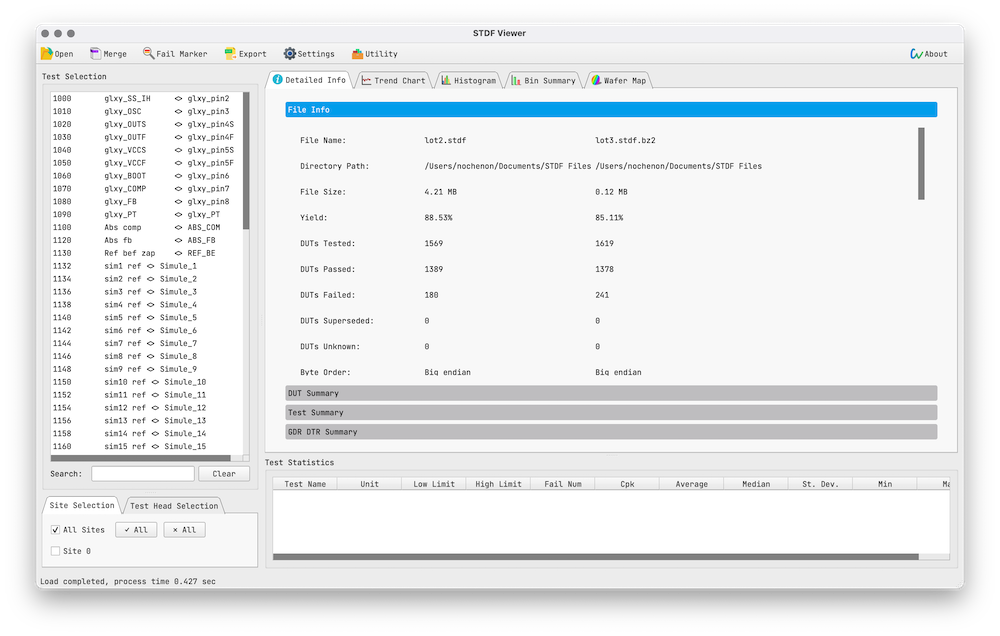 STDF Viewer
Open Merge Fail Marker Export Settings Utility About
Test Selection
1000 glxy_SS_IH <> glxy_pin2
1010 glxy_OSC <> glxy_pin3
1020 glxy_OUTS <> glxy_pin4S
1030 glxy_OUTF <> glxy_pin4F
1040 glxy_VCCS <> glxy_pin5S
1050 glxy_VCCF <> glxy_pin5F
1060 glxy_BOOT <> glxy_pin6
1070 glxy_COMP <> glxy_pin7
1080 glxy_FB <> glxy_pin8
1090 glxy_PT <> glxy_PT
1100 Abs comp <> ABS_COM
1120 Abs fb <> ABS_FB
1130 Ref bef zap <> REF_BE
1132 sim1 ref <> Simule_1
1134 sim2 ref <> Simule_2
1136 sim3 ref <> Simule_3
1138 sim4 ref <> Simule_4
1140 sim5 ref <> Simule_5
1142 sim6 ref <> Simule_6
1144 sim7 ref <> Simule_7
1146 sim8 ref <> Simule_8
1148 sim9 ref <> Simule_9
1150 sim10 ref <> Simule_10
1152 sim11 ref <> Simule_11
1154 sim12 ref <> Simule_12
1156 sim13 ref <> Simule_13
1158 sim14 ref <> Simule_14
1160 sim15 ref <> Simule_15
Search: Clear
Site Selection Test Head Selection
All Sites ✓ All × All
Site 0
Load completed, process time 0.427 sec
Detailed Info Trend Chart Histogram Bin Summary Wafer Map
File Info
File Name: lot2.stdf lot3.stdf.bz2
Directory Path: /Users/nochenon/Documents/STDF Files /Users/nochenon/Documents/STDF Files
File Size: 4.21 MB 0.12 MB
Yield: 88.53% 85.11%
DUTs Tested: 1569 1619
DUTs Passed: 1389 1378
DUTs Failed: 180 241
DUTs Superseded: 0 0
DUTs Unknown: 0 0
Byte Order: Big endian Big endian
DUT Summary
Test Summary
GDR DTR Summary
Test Statistics
Test Name Unit Low Limit High Limit Fail Num Cpk Average Median St. Dev. Min